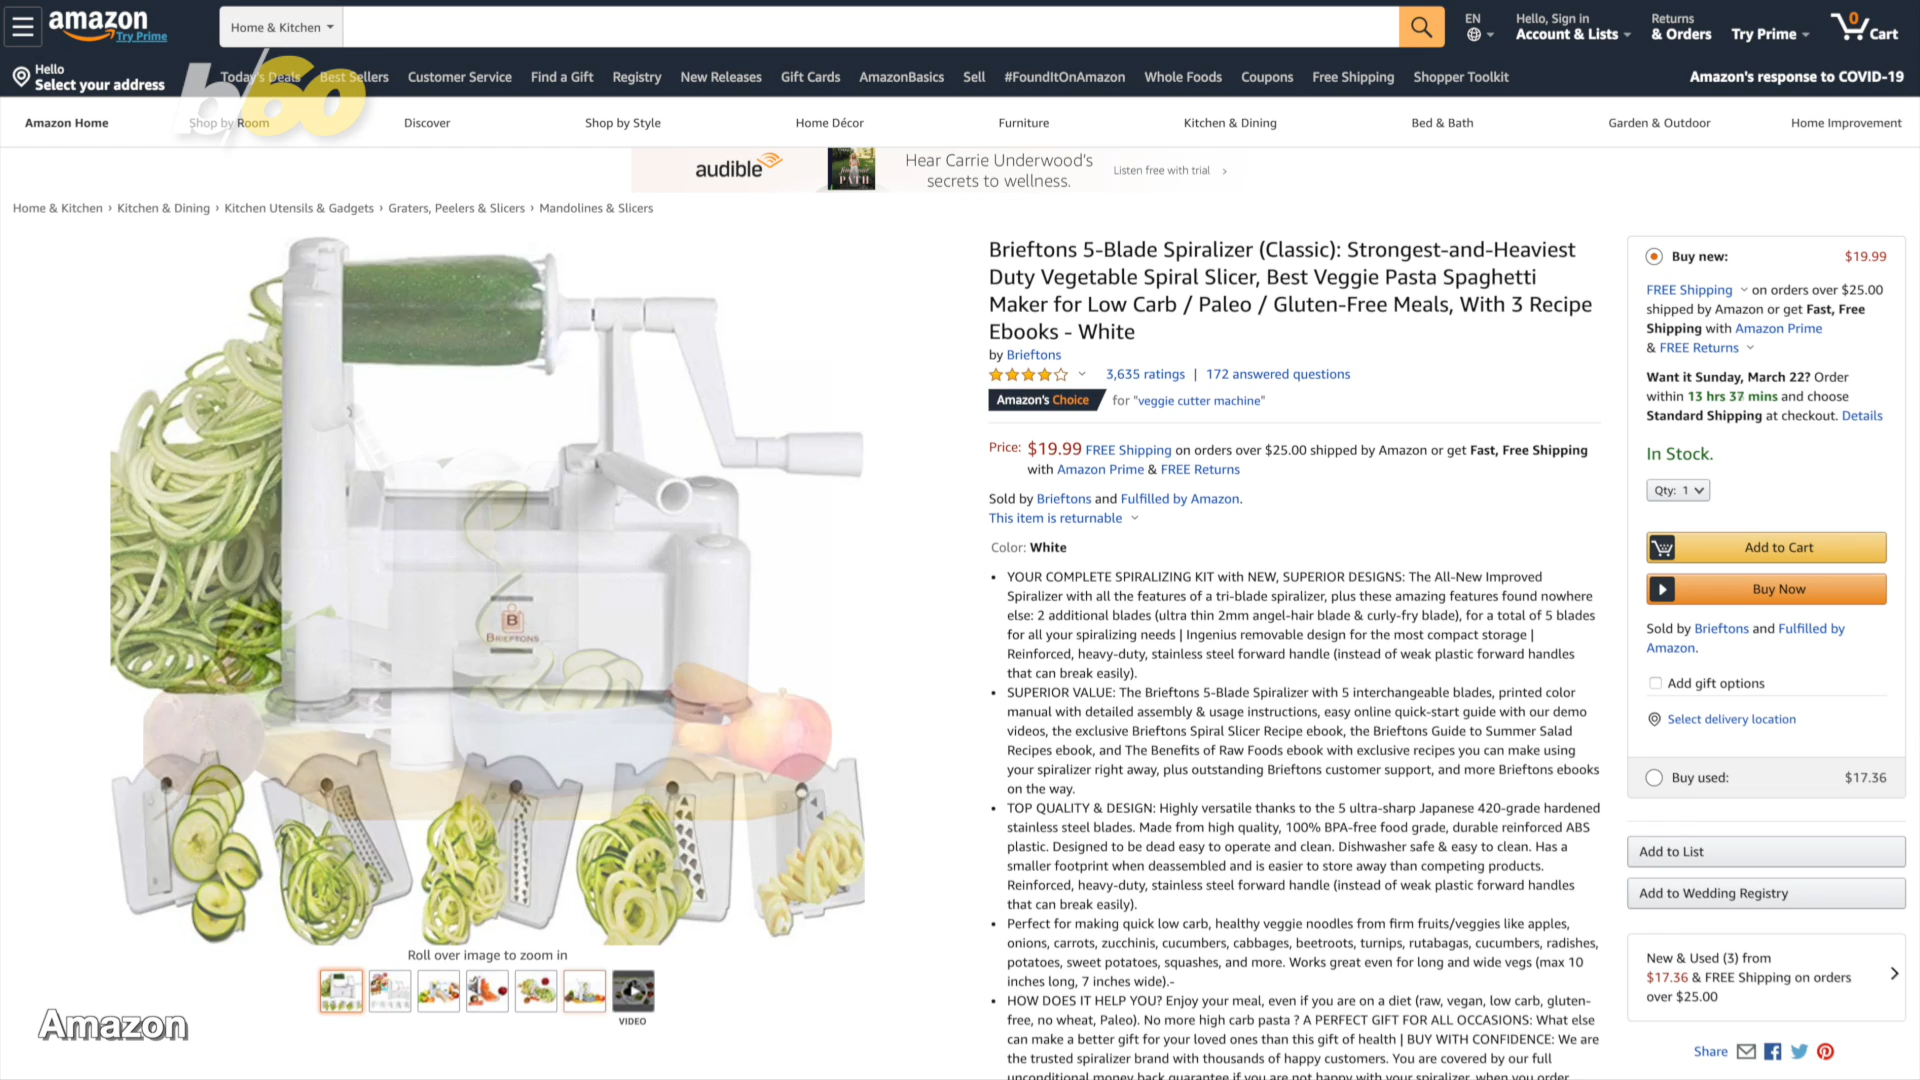 amazon
Try Prime
Home & Kitchen
EN
Hello, Sign in
Account & Lists
Returns
& Orders
Try Prime
0
Cart
Hello
Select your address
b/60
Today's Deals
Best Sellers
Customer Service
Find a Gift
Registry
New Releases
Gift Cards
AmazonBasics
Sell
#FoundItOnAmazon
Whole Foods
Coupons
Free Shipping
Shopper Toolkit
Amazon's response to COVID-19
Amazon Home
Shop by Room
Discover
Shop by Style
Home Décor
Furniture
Kitchen & Dining
Bed & Bath
Garden & Outdoor
Home Improvement
audible
PATH
Hear Carrie Underwood's
secrets to wellness.
Listen free with trial ›
Home & Kitchen › Kitchen & Dining › Kitchen Utensils & Gadgets › Graters, Peelers & Slicers › Mandolines & Slicers
BRIEFTONS
Roll over image to zoom in
VIDEO
Amazon
Brieftons 5-Blade Spiralizer (Classic): Strongest-and-Heaviest
Duty Vegetable Spiral Slicer, Best Veggie Pasta Spaghetti
Maker for Low Carb / Paleo / Gluten-Free Meals, With 3 Recipe
Ebooks - White
by Brieftons
3,635 ratings | 172 answered questions
Amazon's Choice for "veggie cutter machine"
Price: $19.99 FREE Shipping on orders over $25.00 shipped by Amazon or get Fast, Free Shipping
with Amazon Prime & FREE Returns
Sold by Brieftons and Fulfilled by Amazon.
This item is returnable
Color: White
• YOUR COMPLETE SPIRALIZING KIT with NEW, SUPERIOR DESIGNS: The All-New Improved
Spiralizer with all the features of a tri-blade spiralizer, plus these amazing features found nowhere
else: 2 additional blades (ultra thin 2mm angel-hair blade & curly-fry blade), for a total of 5 blades
for all your spiralizing needs | Ingenius removable design for the most compact storage |
Reinforced, heavy-duty, stainless steel forward handle (instead of weak plastic forward handles
that can break easily).
• SUPERIOR VALUE: The Brieftons 5-Blade Spiralizer with 5 interchangeable blades, printed color
manual with detailed assembly & usage instructions, easy online quick-start guide with our demo
videos, the exclusive Brieftons Spiral Slicer Recipe ebook, the Brieftons Guide to Summer Salad
Recipes ebook, and The Benefits of Raw Foods ebook with exclusive recipes you can make using
your spiralizer right away, plus outstanding Brieftons customer support, and more Brieftons ebooks
on the way.
• TOP QUALITY & DESIGN: Highly versatile thanks to the 5 ultra-sharp Japanese 420-grade hardened
stainless steel blades. Made from high quality, 100% BPA-free food grade, durable reinforced ABS
plastic. Designed to be dead easy to operate and clean. Dishwasher safe & easy to clean. Has a
smaller footprint when deassembled and is easier to store away than competing products.
Reinforced, heavy-duty, stainless steel forward handle (instead of weak plastic forward handles
that can break easily).
• Perfect for making quick low carb, healthy veggie noodles from firm fruits/veggies like apples,
onions, carrots, zucchinis, cucumbers, cabbages, beetroots, turnips, rutabagas, cucumbers, radishes,
potatoes, sweet potatoes, squashes, and more. Works great even for long and wide vegs (max 10
inches long, 7 inches wide).-
• HOW DOES IT HELP YOU? Enjoy your meal, even if you are on a diet (raw, vegan, low carb, gluten-
free, no wheat, Paleo). No more high carb pasta ? A PERFECT GIFT FOR ALL OCCASIONS: What else
can make a better gift for your loved ones than this gift of health | BUY WITH CONFIDENCE: We are
the trusted spiralizer brand with thousands of happy customers. You are covered by our full
unconditional money back guarantee if you are not happy with your spiralizer, when you order
Buy new: $19.99
FREE Shipping on orders over $25.00
shipped by Amazon or get Fast, Free
Shipping with Amazon Prime
& FREE Returns
Want it Sunday, March 22? Order
within 13 hrs 37 mins and choose
Standard Shipping at checkout. Details
In Stock.
Qty: 1
Add to Cart
Buy Now
Sold by Brieftons and Fulfilled by
Amazon.
Add gift options
Select delivery location
Buy used: $17.36
Add to List
Add to Wedding Registry
New & Used (3) from
$17.36 & FREE Shipping on orders
over $25.00
Share